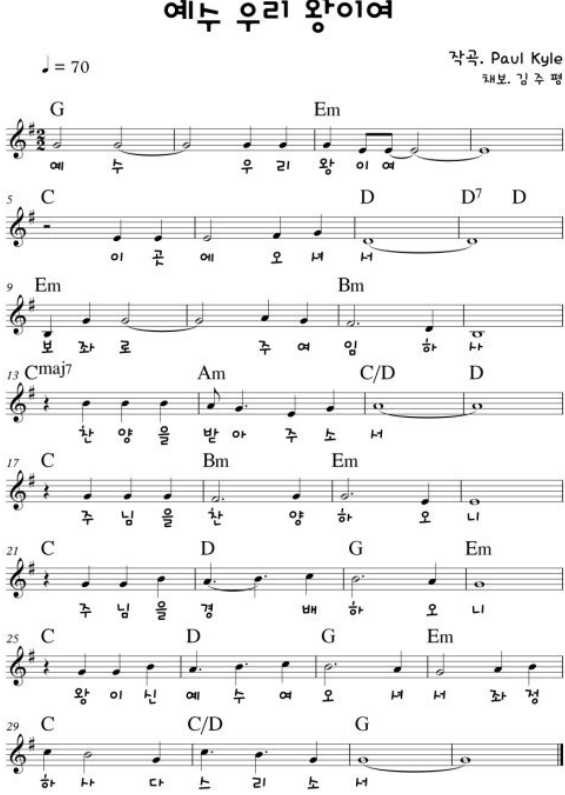 예수 우리 왕이여
작곡. Paul Kyle
채보. 김주평
♩ = 70
G Em
예 수 우 리 왕 이 여
5 C D D7 D
이 곳 에 오 셔 서
9 Em Bm
보 좌 로 주 여 임 하 사
13 Cmaj7 Am C/D D
찬 양 을 받 아 주 소 서
17 C Bm Em
주 님 을 찬 양 하 오 니
21 C D G Em
주 님 을 경 배 하 오 니
25 C D G Em
왕 이 신 예 수 여 오 셔 서 좌 정
29 C C/D G
하 사 다 스 리 소 서